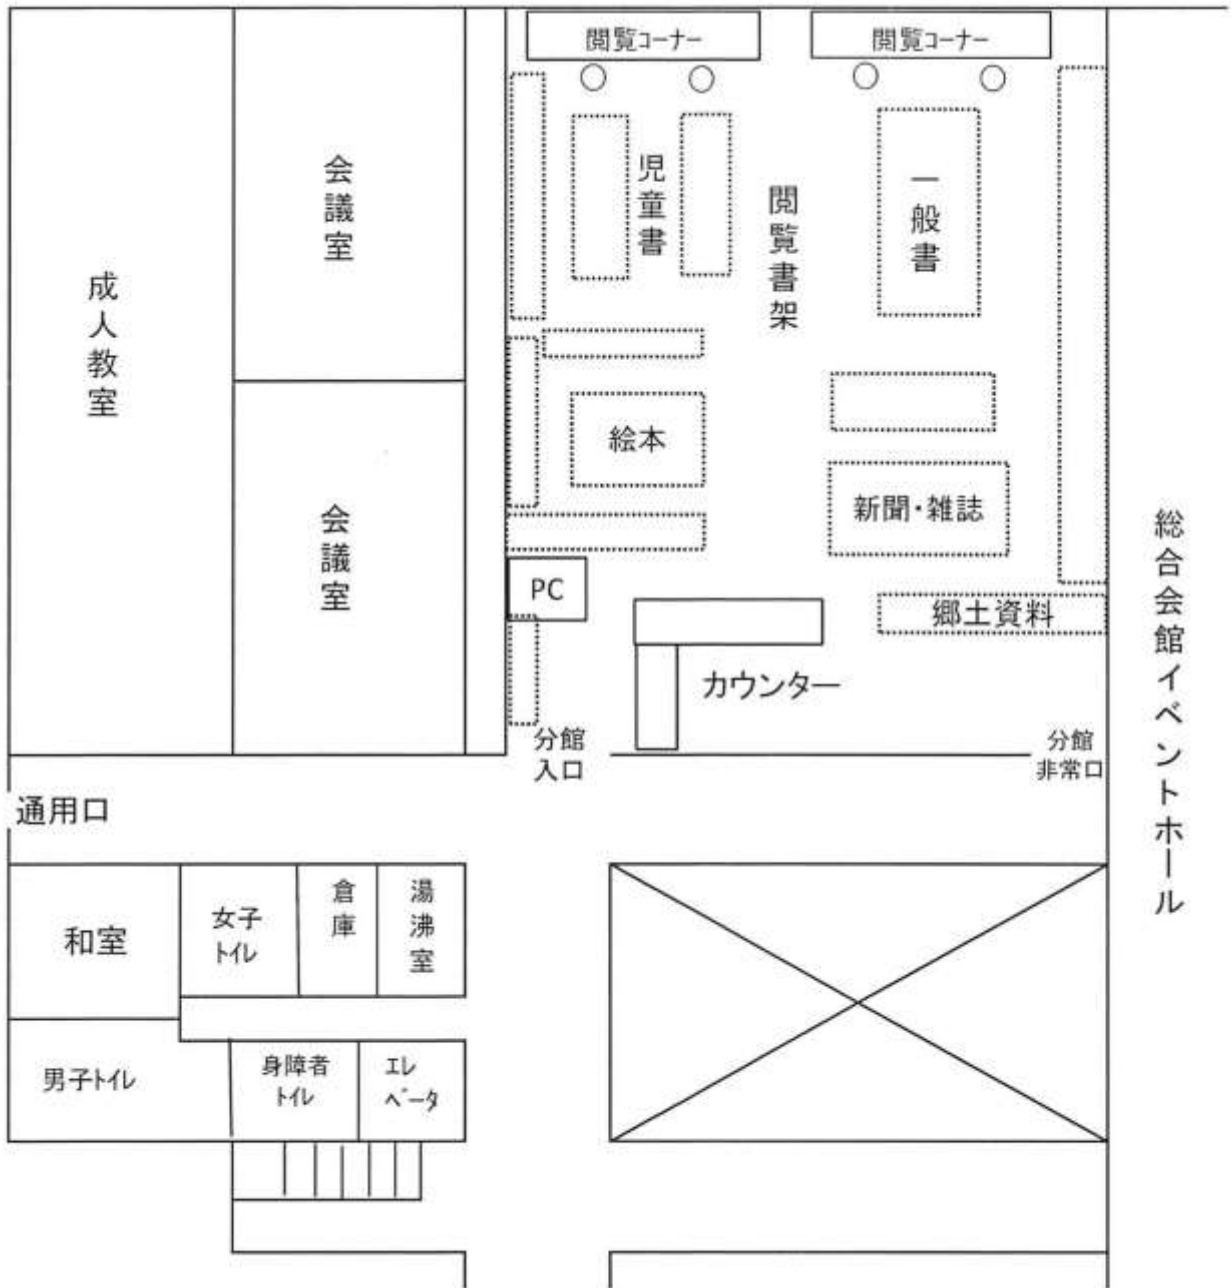 閲覧コーナー
閲覧コーナー
会議室
児童書
閲覧書架
一般書
成人教室
絵本
会議室
新聞・雑誌
総合会館イベントホール
PC
郷土資料
カウンター
分館
入口
分館
非常口
通用口
和室
女子
トイレ
倉庫
湯沸室
男子トイレ
身障者
トイレ
エレ
ベータ